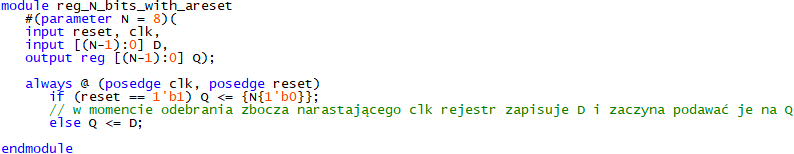 module reg_N_bits_with_areset
#(parameter N = 8)(
input reset, clk,
input [(N-1):0] D,
output reg [(N-1):0] Q);
always @ (posedge clk, posedge reset)
if (reset == 1'b1) Q <= {N{1'b0}};
// w momencie odebrania zbocza narastającego clk rejestr zapisuje D i zaczyna podawać je na Q
else Q <= D;
endmodule